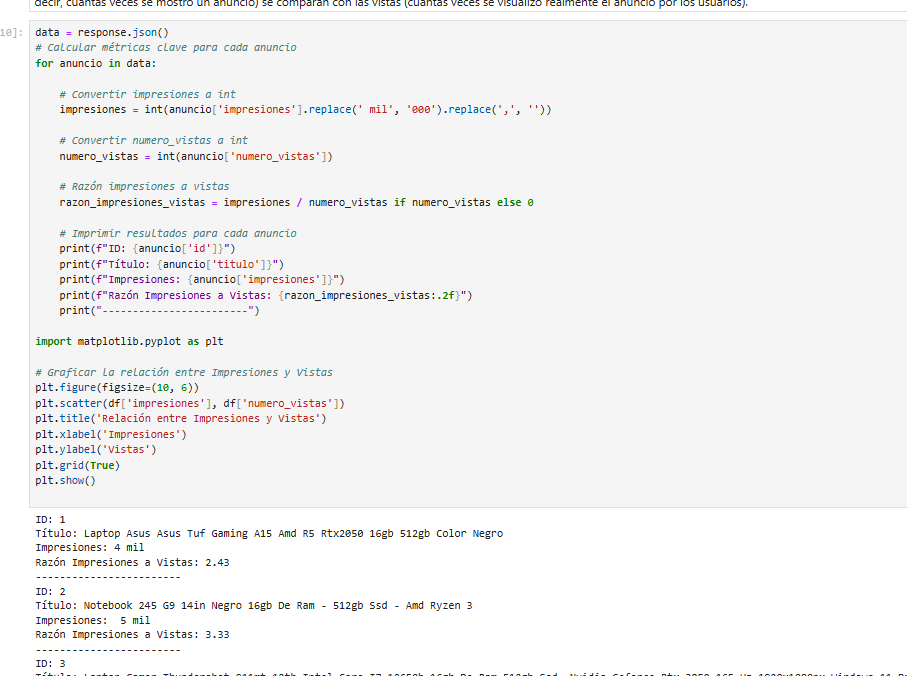 decir, cuántas veces se mostró un anuncio) se comparan con las vistas (cuántas veces se visualizó realmente el anuncio por los usuarios).
10]:
data = response.json()
# Calcular métricas clave para cada anuncio
for anuncio in data:
# Convertir impresiones a int
impresiones = int(anuncio['impresiones'].replace(' mil', '000').replace(',', ''))
# Convertir numero_vistas a int
numero_vistas = int(anuncio['numero_vistas'])
# Razón impresiones a vistas
razon_impresiones_vistas = impresiones / numero_vistas if numero_vistas else 0
# Imprimir resultados para cada anuncio
print(f"ID: {anuncio['id']}")
print(f"Título: {anuncio['titulo']}")
print(f"Impresiones: {anuncio['impresiones']}")
print(f"Razón Impresiones a Vistas: {razon_impresiones_vistas:.2f}")
print("------------------------")
import matplotlib.pyplot as plt
# Graficar la relación entre Impresiones y Vistas
plt.figure(figsize=(10, 6))
plt.scatter(df['impresiones'], df['numero_vistas'])
plt.title('Relación entre Impresiones y Vistas')
plt.xlabel('Impresiones')
plt.ylabel('Vistas')
plt.grid(True)
plt.show()
ID: 1
Título: Laptop Asus Asus Tuf Gaming A15 Amd R5 Rtx2050 16gb 512gb Color Negro
Impresiones: 4 mil
Razón Impresiones a Vistas: 2.43
------------------------
ID: 2
Título: Notebook 245 G9 14in Negro 16gb De Ram - 512gb Ssd - Amd Ryzen 3
Impresiones:  5 mil
Razón Impresiones a Vistas: 3.33
------------------------
ID: 3